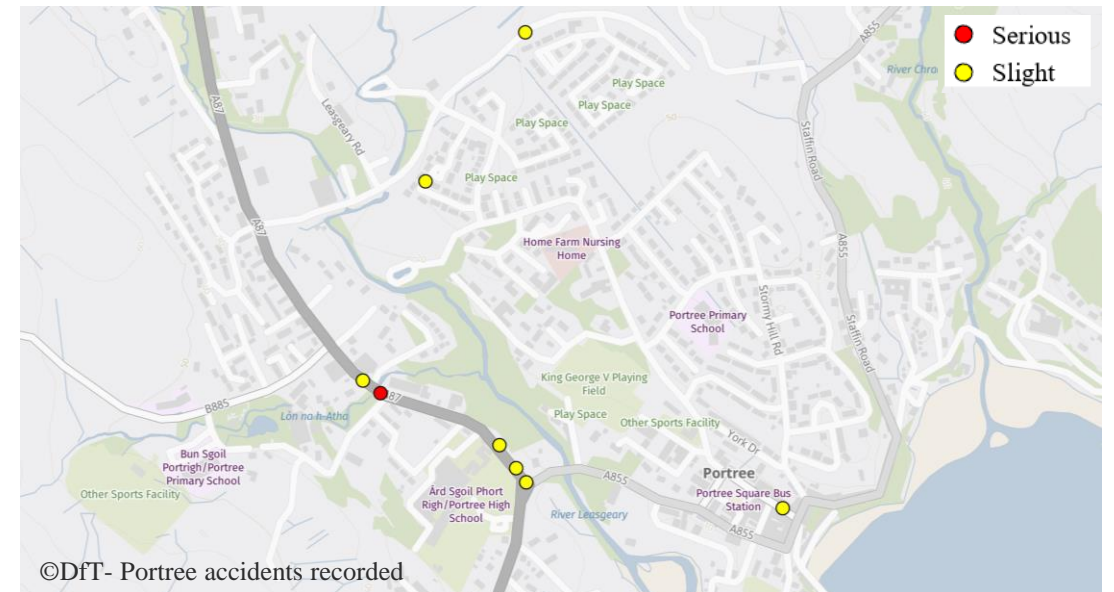 Serious
Slight
A855
River Chra
A87
Leasgeary Rd
Play Space
Play Space
Play Space
Play Space
Staffin Road
A87
Home Farm Nursing
Home
A855
Portree Primary
School
Stormy Hill Rd
Staffin Road
King George V Playing
Field
A87
B885
Lòn na h-Atha
Play Space
Other Sports Facility
York Dr
Bun Sgoil
Portrigh/Portree
Primary School
Other Sports Facility
Portree
Portree Square Bus
Station
A855
Àrd Sgoil Phort
Rìgh/Portree High
School
River Leasgeary
A855
©DfT- Portree accidents recorded